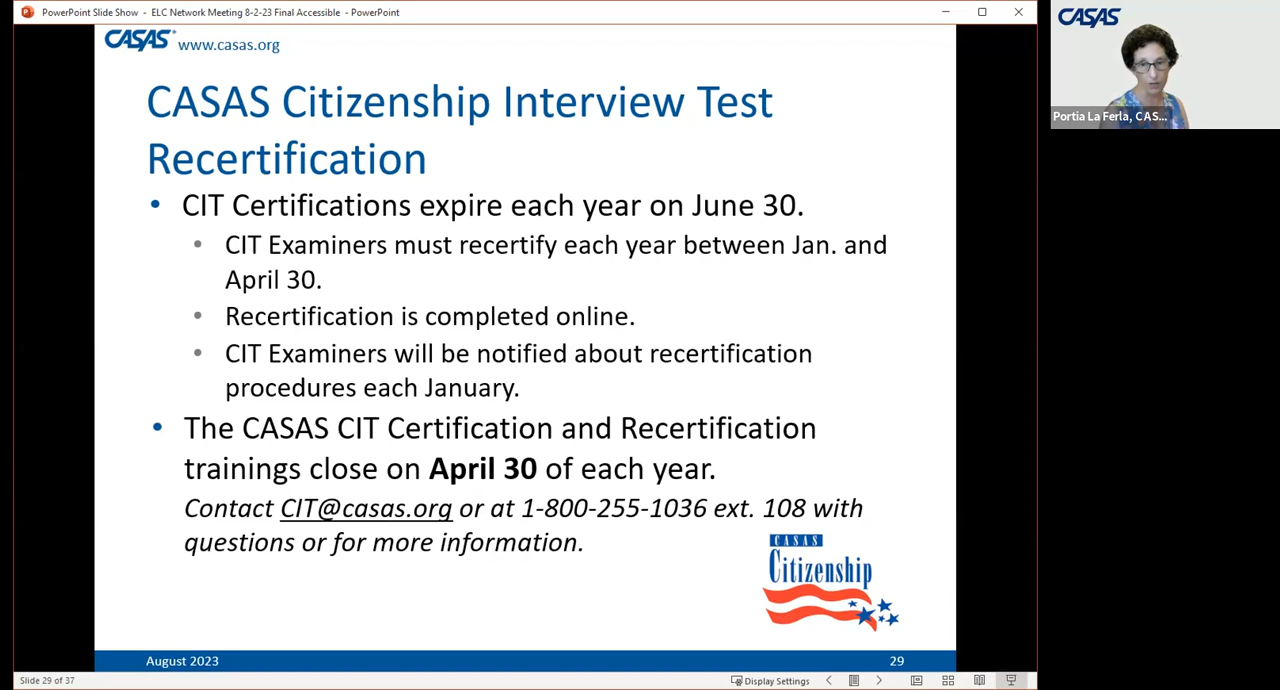 PowerPoint Slide Show - ELC Network Meeting 8-2-23 Final Accessible - PowerPoint
CASAS
www.casas.org
CASAS Citizenship Interview Test
Recertification
• CIT Certifications expire each year on June 30.
• CIT Examiners must recertify each year between Jan. and
April 30.
• Recertification is completed online.
• CIT Examiners will be notified about recertification
procedures each January.
• The CASAS CIT Certification and Recertification
trainings close on April 30 of each year.
Contact CIT@casas.org or at 1-800-255-1036 ext. 108 with
questions or for more information.
CASAS
Citizenship
August 2023
29
Slide 29 of 37
Display Settings
CASAS
Portia La Ferla, CAS...